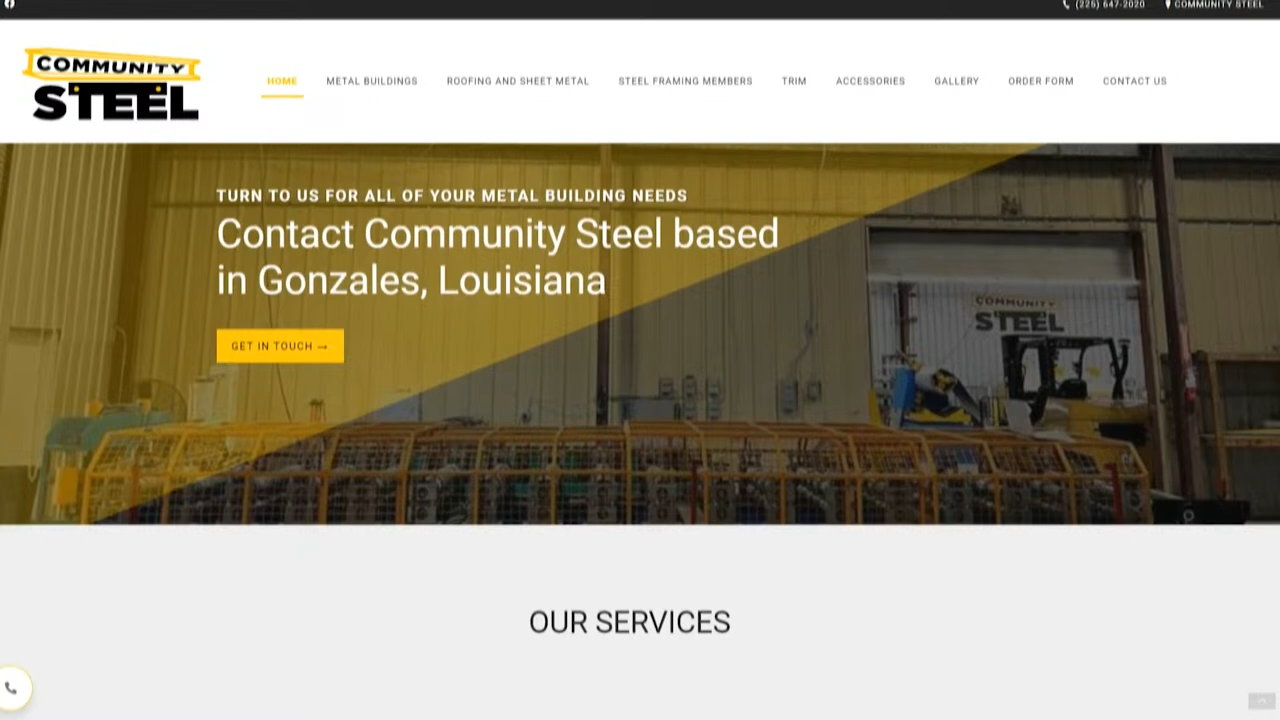 (225) 647-2020 COMMUNITY STEEL
COMMUNITY
STEEL
HOME METAL BUILDINGS ROOFING AND SHEET METAL STEEL FRAMING MEMBERS TRIM ACCESSORIES GALLERY ORDER FORM CONTACT US
TURN TO US FOR ALL OF YOUR METAL BUILDING NEEDS
Contact Community Steel based
in Gonzales, Louisiana
GET IN TOUCH →
COMMUNITY
STEEL
OUR SERVICES